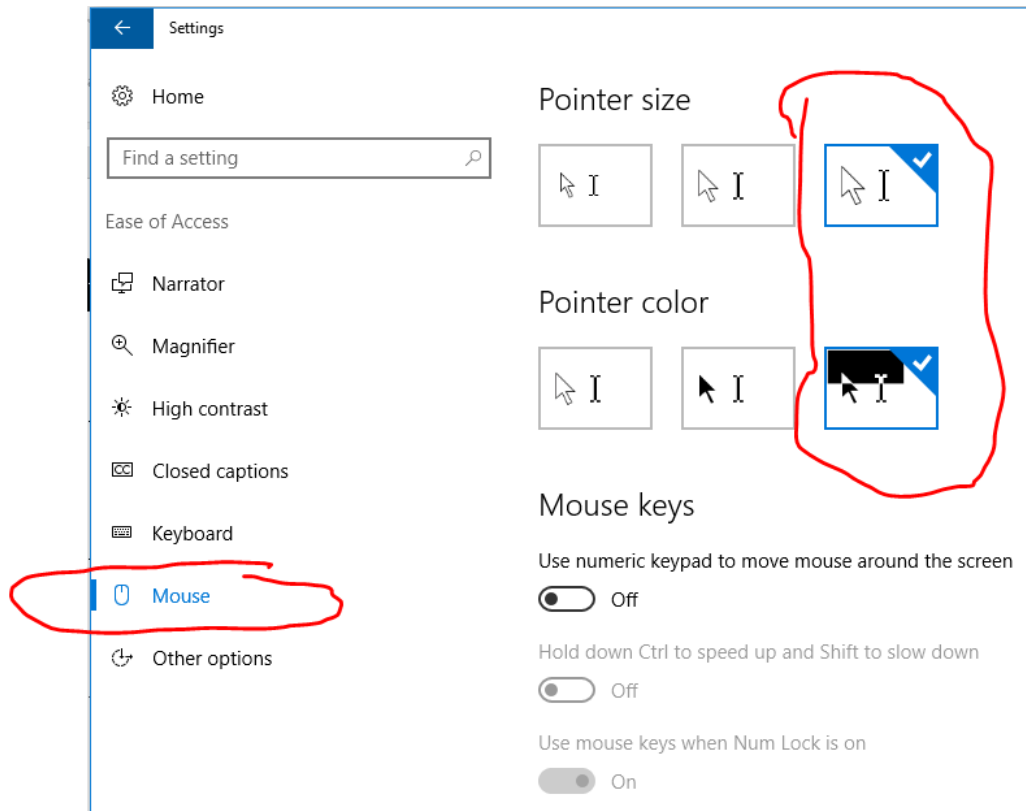 Settings
Home
Find a setting
Ease of Access
Narrator
Magnifier
High contrast
CC Closed captions
Keyboard
Mouse
Other options
Pointer size
Pointer color
Mouse keys
Use numeric keypad to move mouse around the screen
Off
Hold down Ctrl to speed up and Shift to slow down
Off
Use mouse keys when Num Lock is on
On